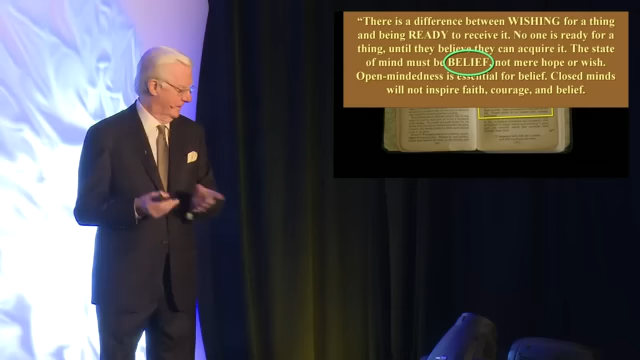 “There is a difference between WISHING for a thing
and being READY to receive it. No one is ready for a
thing, until they believe they can acquire it. The state
of mind must be BELIEF, not mere hope or wish.
Open-mindedness is essential for belief. Closed minds
will not inspire faith, courage, and belief.